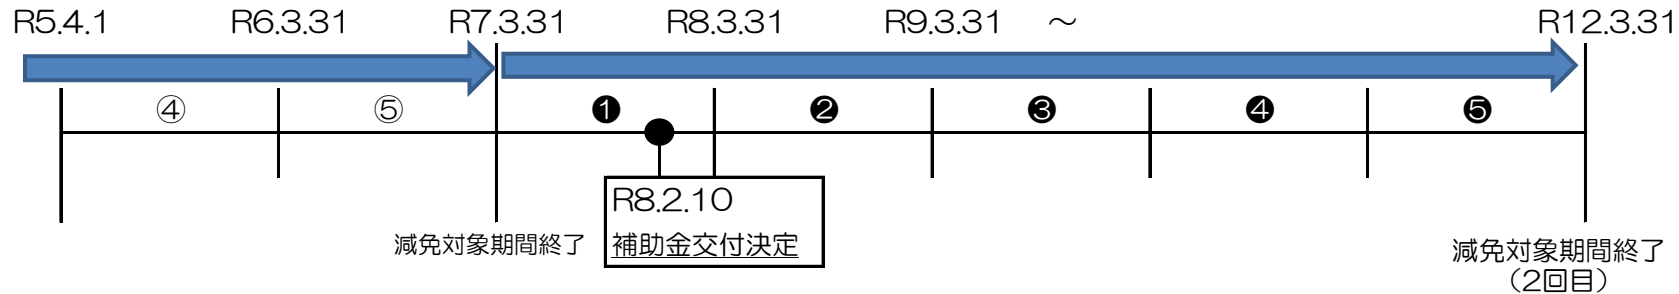 R5.4.1 R6.3.31 R7.3.31 R8.3.31 R9.3.31 ～ R12.3.31
④ ⑤ ❶ ❷ ❸ ❹ ❺
R8.2.10
減免対象期間終了 補助金交付決定 減免対象期間終了
（2回目）